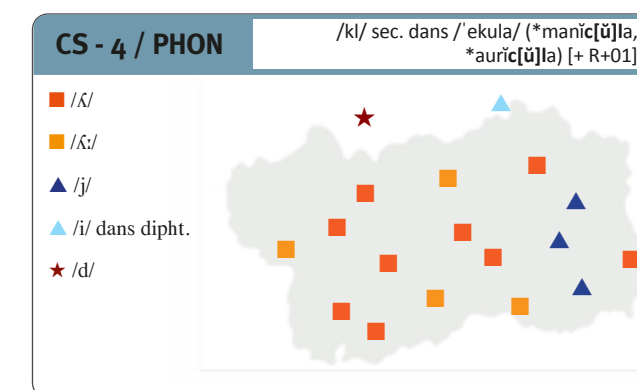 CS - 4 / PHON
/kl/ sec. dans /ˈekula/ (*manĭc[ŭ]la,
*aurĭc[ŭ]la) [+ R+01]
/ʎ/
/ʎː/
/j/
/i/ dans dipht.
/d/